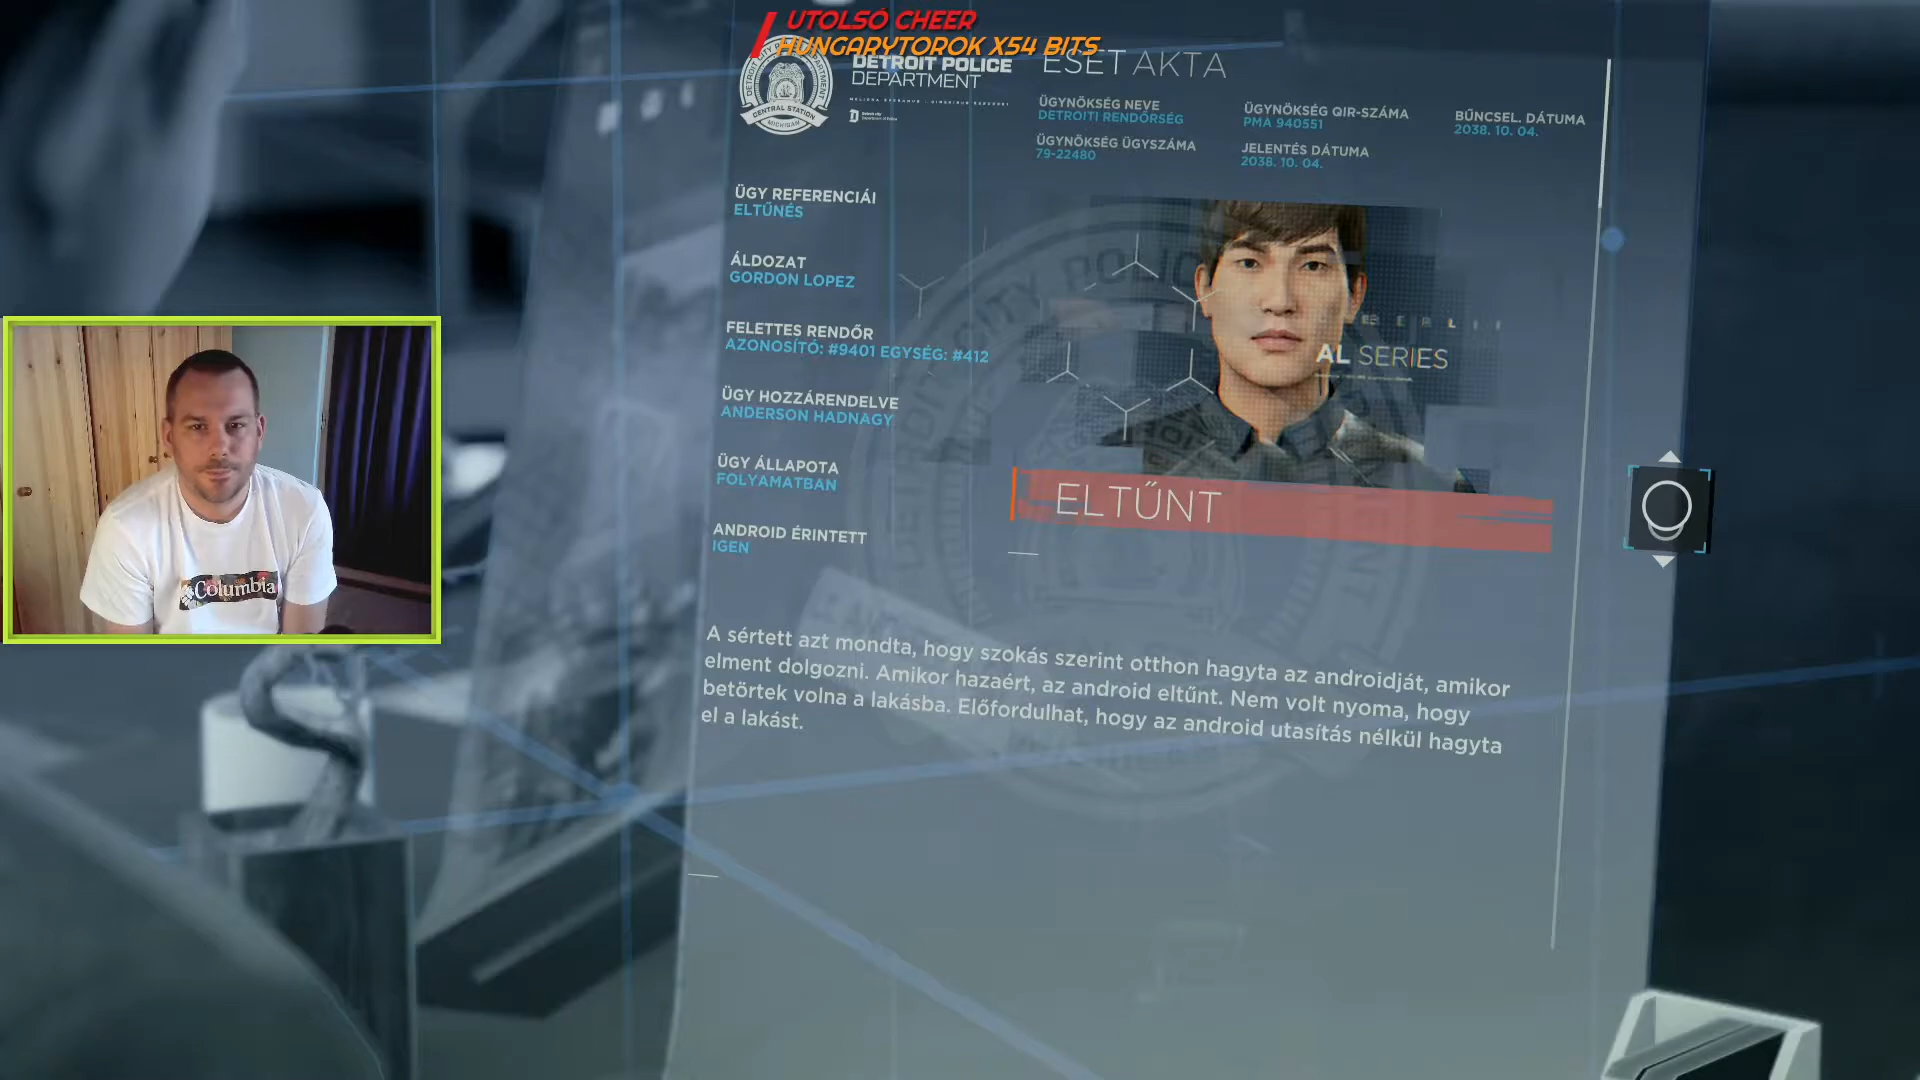 UTOLSÓ CHEER
HUNGARYTOROK X54 BITS
DETROIT POLICE
DEPARTMENT
CENTRAL STATION
MICHIGAN
ESET AKTA
ÜGYNÖKSÉG NEVE
DETROITI RENDŐRSÉG
ÜGYNÖKSÉG QIR-SZÁMA
PMA 940551
BŰNCSEL. DÁTUMA
2038. 10. 04.
ÜGYNÖKSÉG ÜGYSZÁMA
79-22480
JELENTÉS DÁTUMA
2038. 10. 04.
ÜGY REFERENCIÁI
ELTŰNÉS
ÁLDOZAT
GORDON LOPEZ
FELETTES RENDŐR
AZONOSÍTÓ: #9401 EGYSÉG: #412
ÜGY HOZZÁRENDELVE
ANDERSON HADNAGY
ÜGY ÁLLAPOTA
FOLYAMATBAN
ANDROID ÉRINTETT
IGEN
AL SERIES
ELTŰNT
A sértett azt mondta, hogy szokás szerint otthon hagyta az androidját, amikor
elment dolgozni. Amikor hazaért, az android eltűnt. Nem volt nyoma, hogy
betörtek volna a lakásba. Előfordulhat, hogy az android utasítás nélkül hagyta
el a lakást.
Columbia